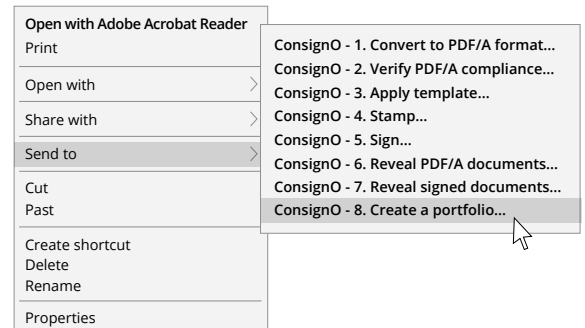 Open with Adobe Acrobat Reader
Print
Open with
Share with
Send to
Cut
Past
Create shortcut
Delete
Rename
Properties
ConsignO - 1. Convert to PDF/A format...
ConsignO - 2. Verify PDF/A compliance...
ConsignO - 3. Apply template...
ConsignO - 4. Stamp...
ConsignO - 5. Sign...
ConsignO - 6. Reveal PDF/A documents...
ConsignO - 7. Reveal signed documents...
ConsignO - 8. Create a portfolio...